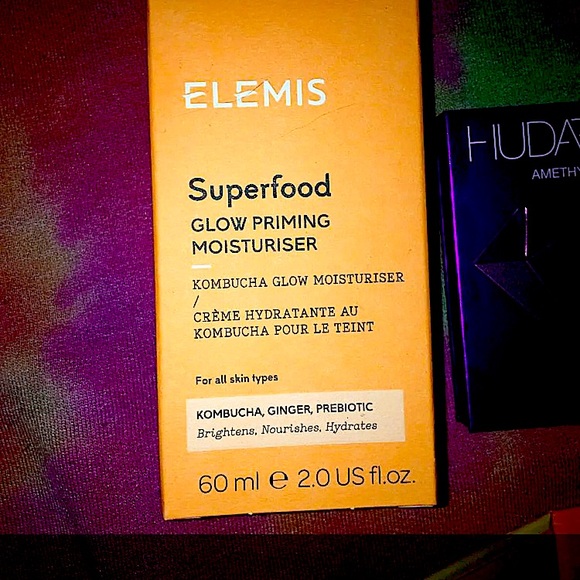 ELEMIS
Superfood
GLOW PRIMING
MOISTURISER
KOMBUCHA GLOW MOISTURISER
/
CRÈME HYDRATANTE AU
KOMBUCHA POUR LE TEINT
For all skin types
KOMBUCHA, GINGER, PREBIOTIC
Brightens, Nourishes, Hydrates
60 ml ℮ 2.0 US fl.oz.
HUDA
AMETHY